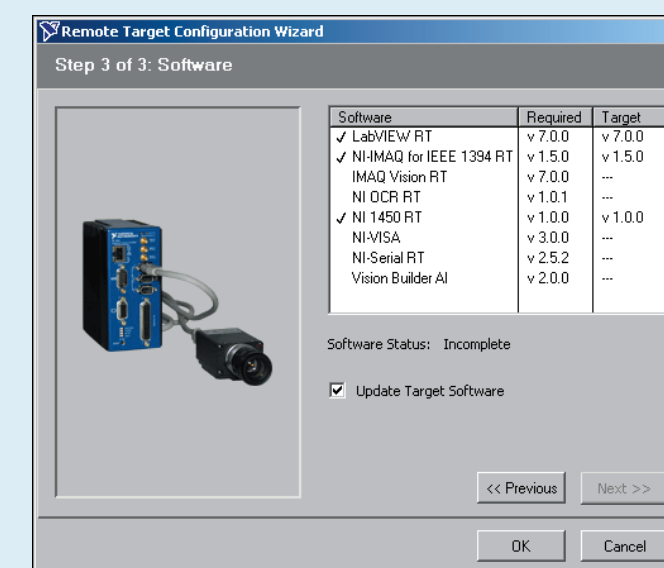 Remote Target Configuration Wizard
Step 3 of 3: Software
Software Required Target
✓ LabVIEW RT v 7.0.0 v 7.0.0
✓ NI-IMAQ for IEEE 1394 RT v 1.5.0 v 1.5.0
IMAQ Vision RT v 7.0.0 ---
NI OCR RT v 1.0.1 ---
✓ NI 1450 RT v 1.0.0 v 1.0.0
NI-VISA v 3.0.0 ---
NI-Serial RT v 2.5.2 ---
Vision Builder AI v 2.0.0 ---
Software Status: Incomplete
Update Target Software
<< Previous Next >>
OK Cancel